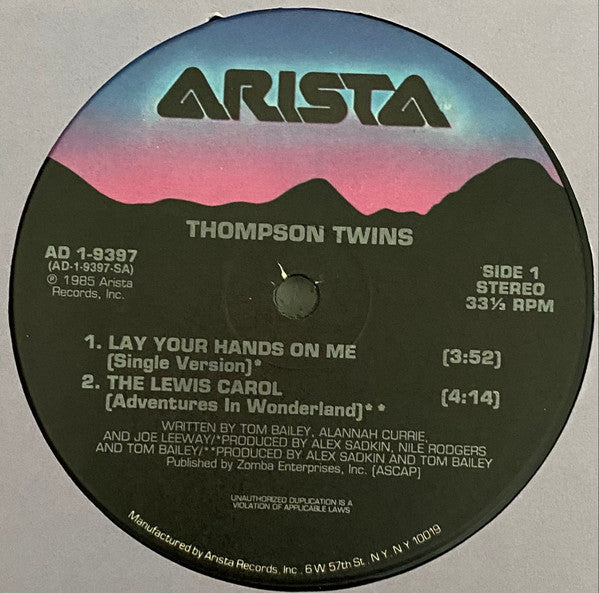 ARISTA
THOMPSON TWINS
AD 1-9397
(AD-1-9397-SA)
℗ 1985 Arista
Records, Inc.
SIDE 1
STEREO
33⅓ RPM
1. LAY YOUR HANDS ON ME [3:52]
[Single Version]*
2. THE LEWIS CAROL [4:14]
[Adventures In Wonderland]**
WRITTEN BY TOM BAILEY, ALANNAH CURRIE,
AND JOE LEEWAY/*PRODUCED BY ALEX SADKIN, NILE RODGERS
AND TOM BAILEY/**PRODUCED BY ALEX SADKIN AND TOM BAILEY
Published by Zomba Enterprises, Inc. [ASCAP]
UNAUTHORIZED DUPLICATION IS A
VIOLATION OF APPLICABLE LAWS
Manufactured by Arista Records, Inc. 6 W 57th St. N.Y. N.Y 10019